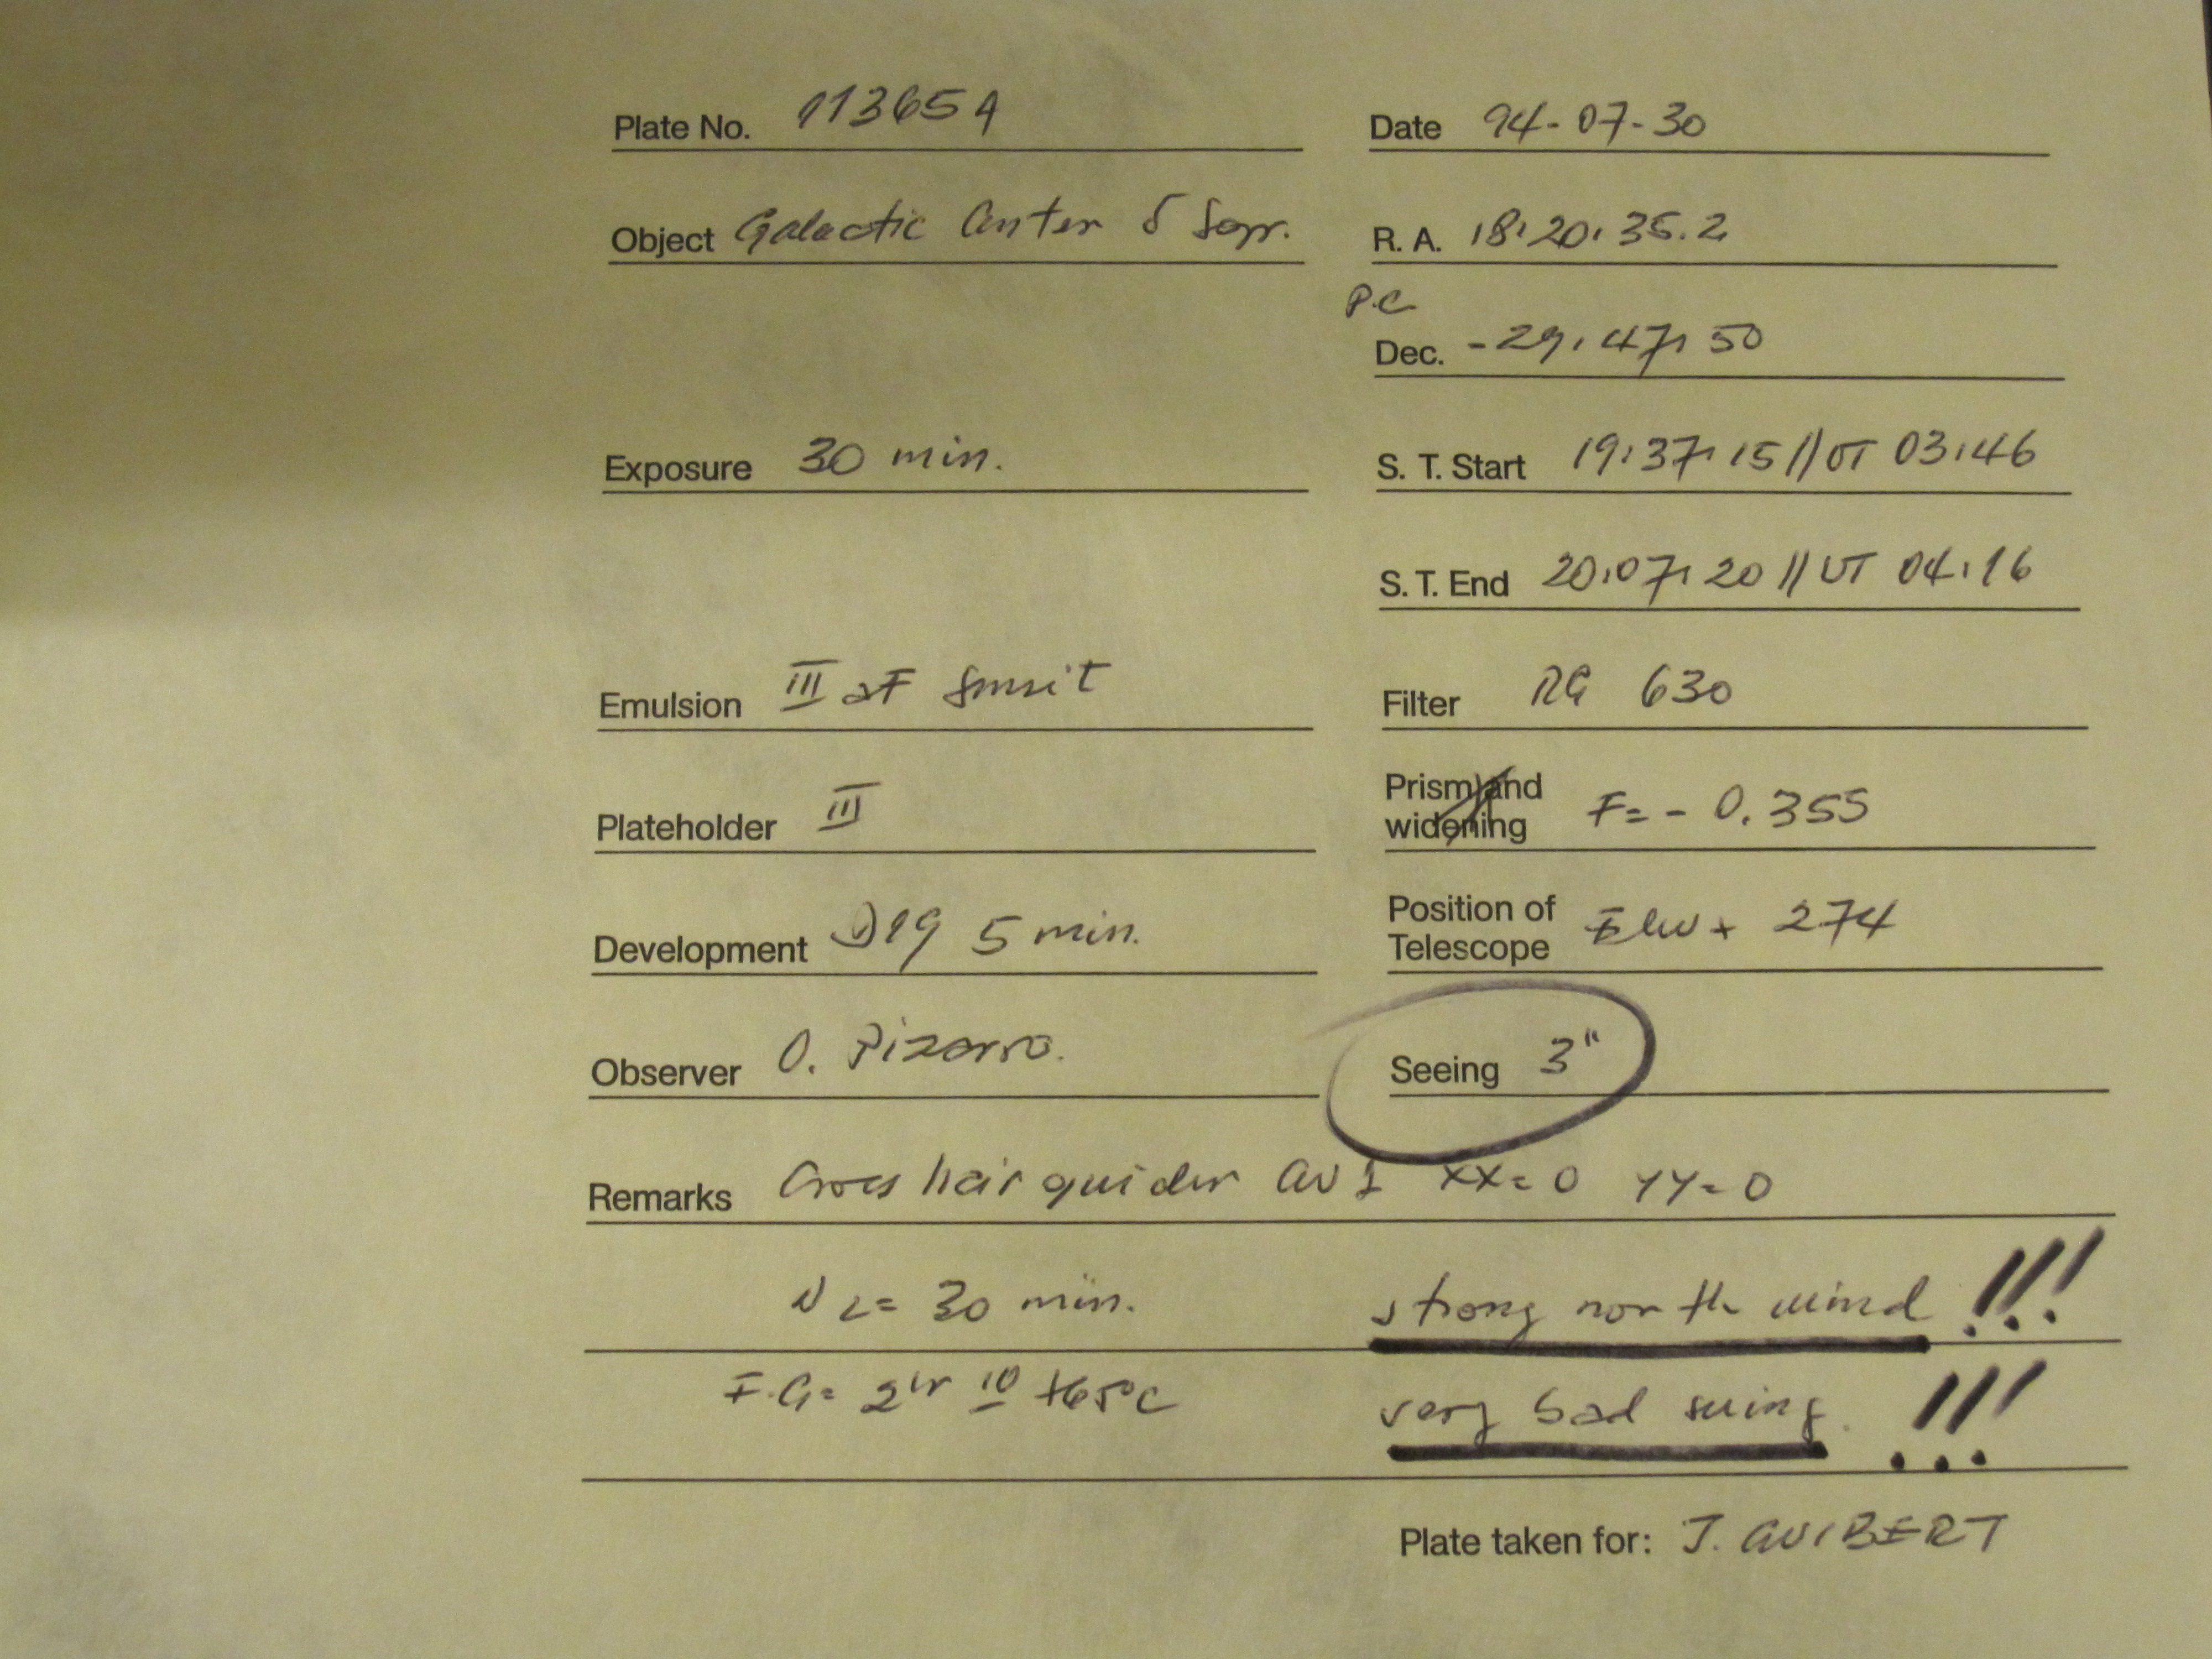 Plate No. 11365A Date 94-07-30
Object Galactic Center δ Sagr. R. A. 18:20:35.2
P.C
Dec. -29:47:50
Exposure 30 min. S. T. Start 19:37:15 // UT 03:46
S. T. End 20:07:20 // UT 04:16
Emulsion III aF Filter RG 630
Plateholder III Prism and widening F= - 0.355
Development D19 5 min. Position of Telescope 274
Observer O. Pizarro. Seeing 3"
Remarks Cross hair guider XX=0 YY=0
= 30 min. strong north wind !!!
F.G= 2hr +65°C very bad seeing. !!!
Plate taken for: J. GUIBERT